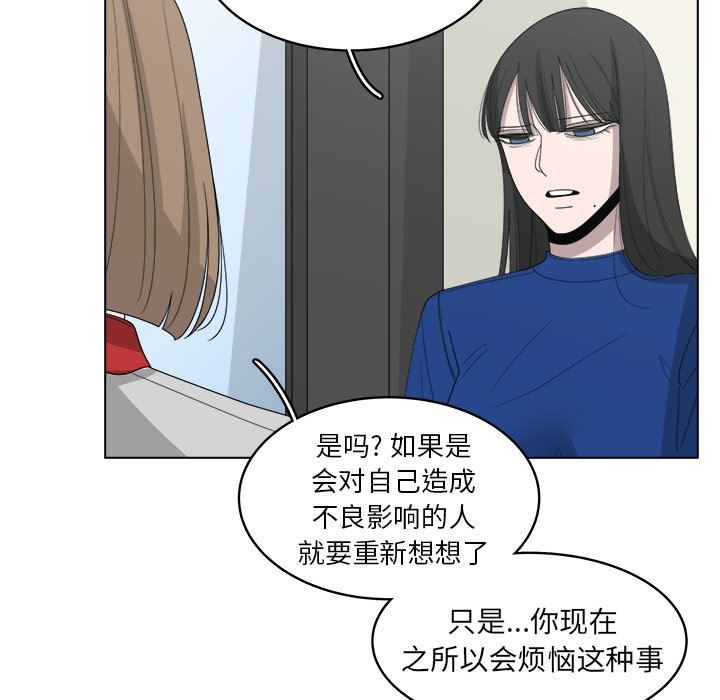 是吗? 如果是
会对自己造成
不良影响的人
就要重新想想了
只是...你现在
之所以会烦恼这种事